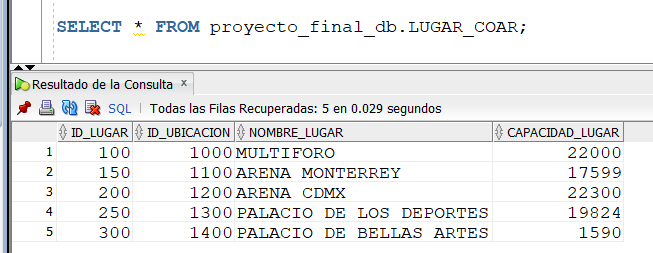 SELECT * FROM proyecto_final_db.LUGAR_COAR;
Resultado de la Consulta ×
SQL | Todas las Filas Recuperadas: 5 en 0.029 segundos
ID_LUGAR ID_UBICACION NOMBRE_LUGAR CAPACIDAD_LUGAR
1 100 1000 MULTIFORO 22000
2 150 1100 ARENA MONTERREY 17599
3 200 1200 ARENA CDMX 22300
4 250 1300 PALACIO DE LOS DEPORTES 19824
5 300 1400 PALACIO DE BELLAS ARTES 1590